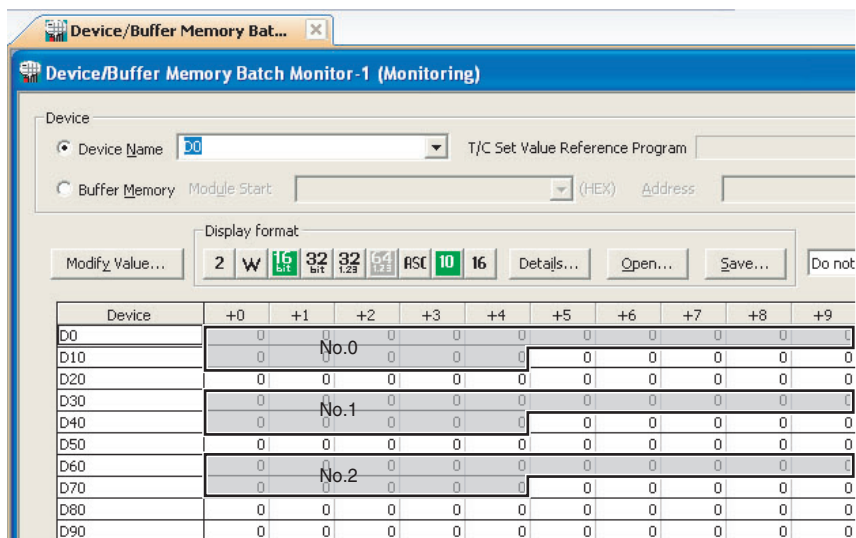 Device/Buffer Memory Bat...
Device/Buffer Memory Batch Monitor-1 (Monitoring)
Device
Device Name D0 T/C Set Value Reference Program
Buffer Memory Module Start (HEX) Address
Display format
Modify Value... 2 W 16 bit 32 bit 32 1.23 64 1.23 ASC 10 16 Details... Open... Save... Do not
Device +0 +1 +2 +3 +4 +5 +6 +7 +8 +9
D0 0 0 0 0 0 0 0 0 0 0
No.0
D10 0 0 0 0 0 0 0 0 0 0
D20 0 0 0 0 0 0 0 0 0 0
D30 0 0 0 0 0 0 0 0 0 0
No.1
D40 0 0 0 0 0 0 0 0 0 0
D50 0 0 0 0 0 0 0 0 0 0
D60 0 0 0 0 0 0 0 0 0 0
No.2
D70 0 0 0 0 0 0 0 0 0 0
D80 0 0 0 0 0 0 0 0 0 0
D90 0 0 0 0 0 0 0 0 0 0